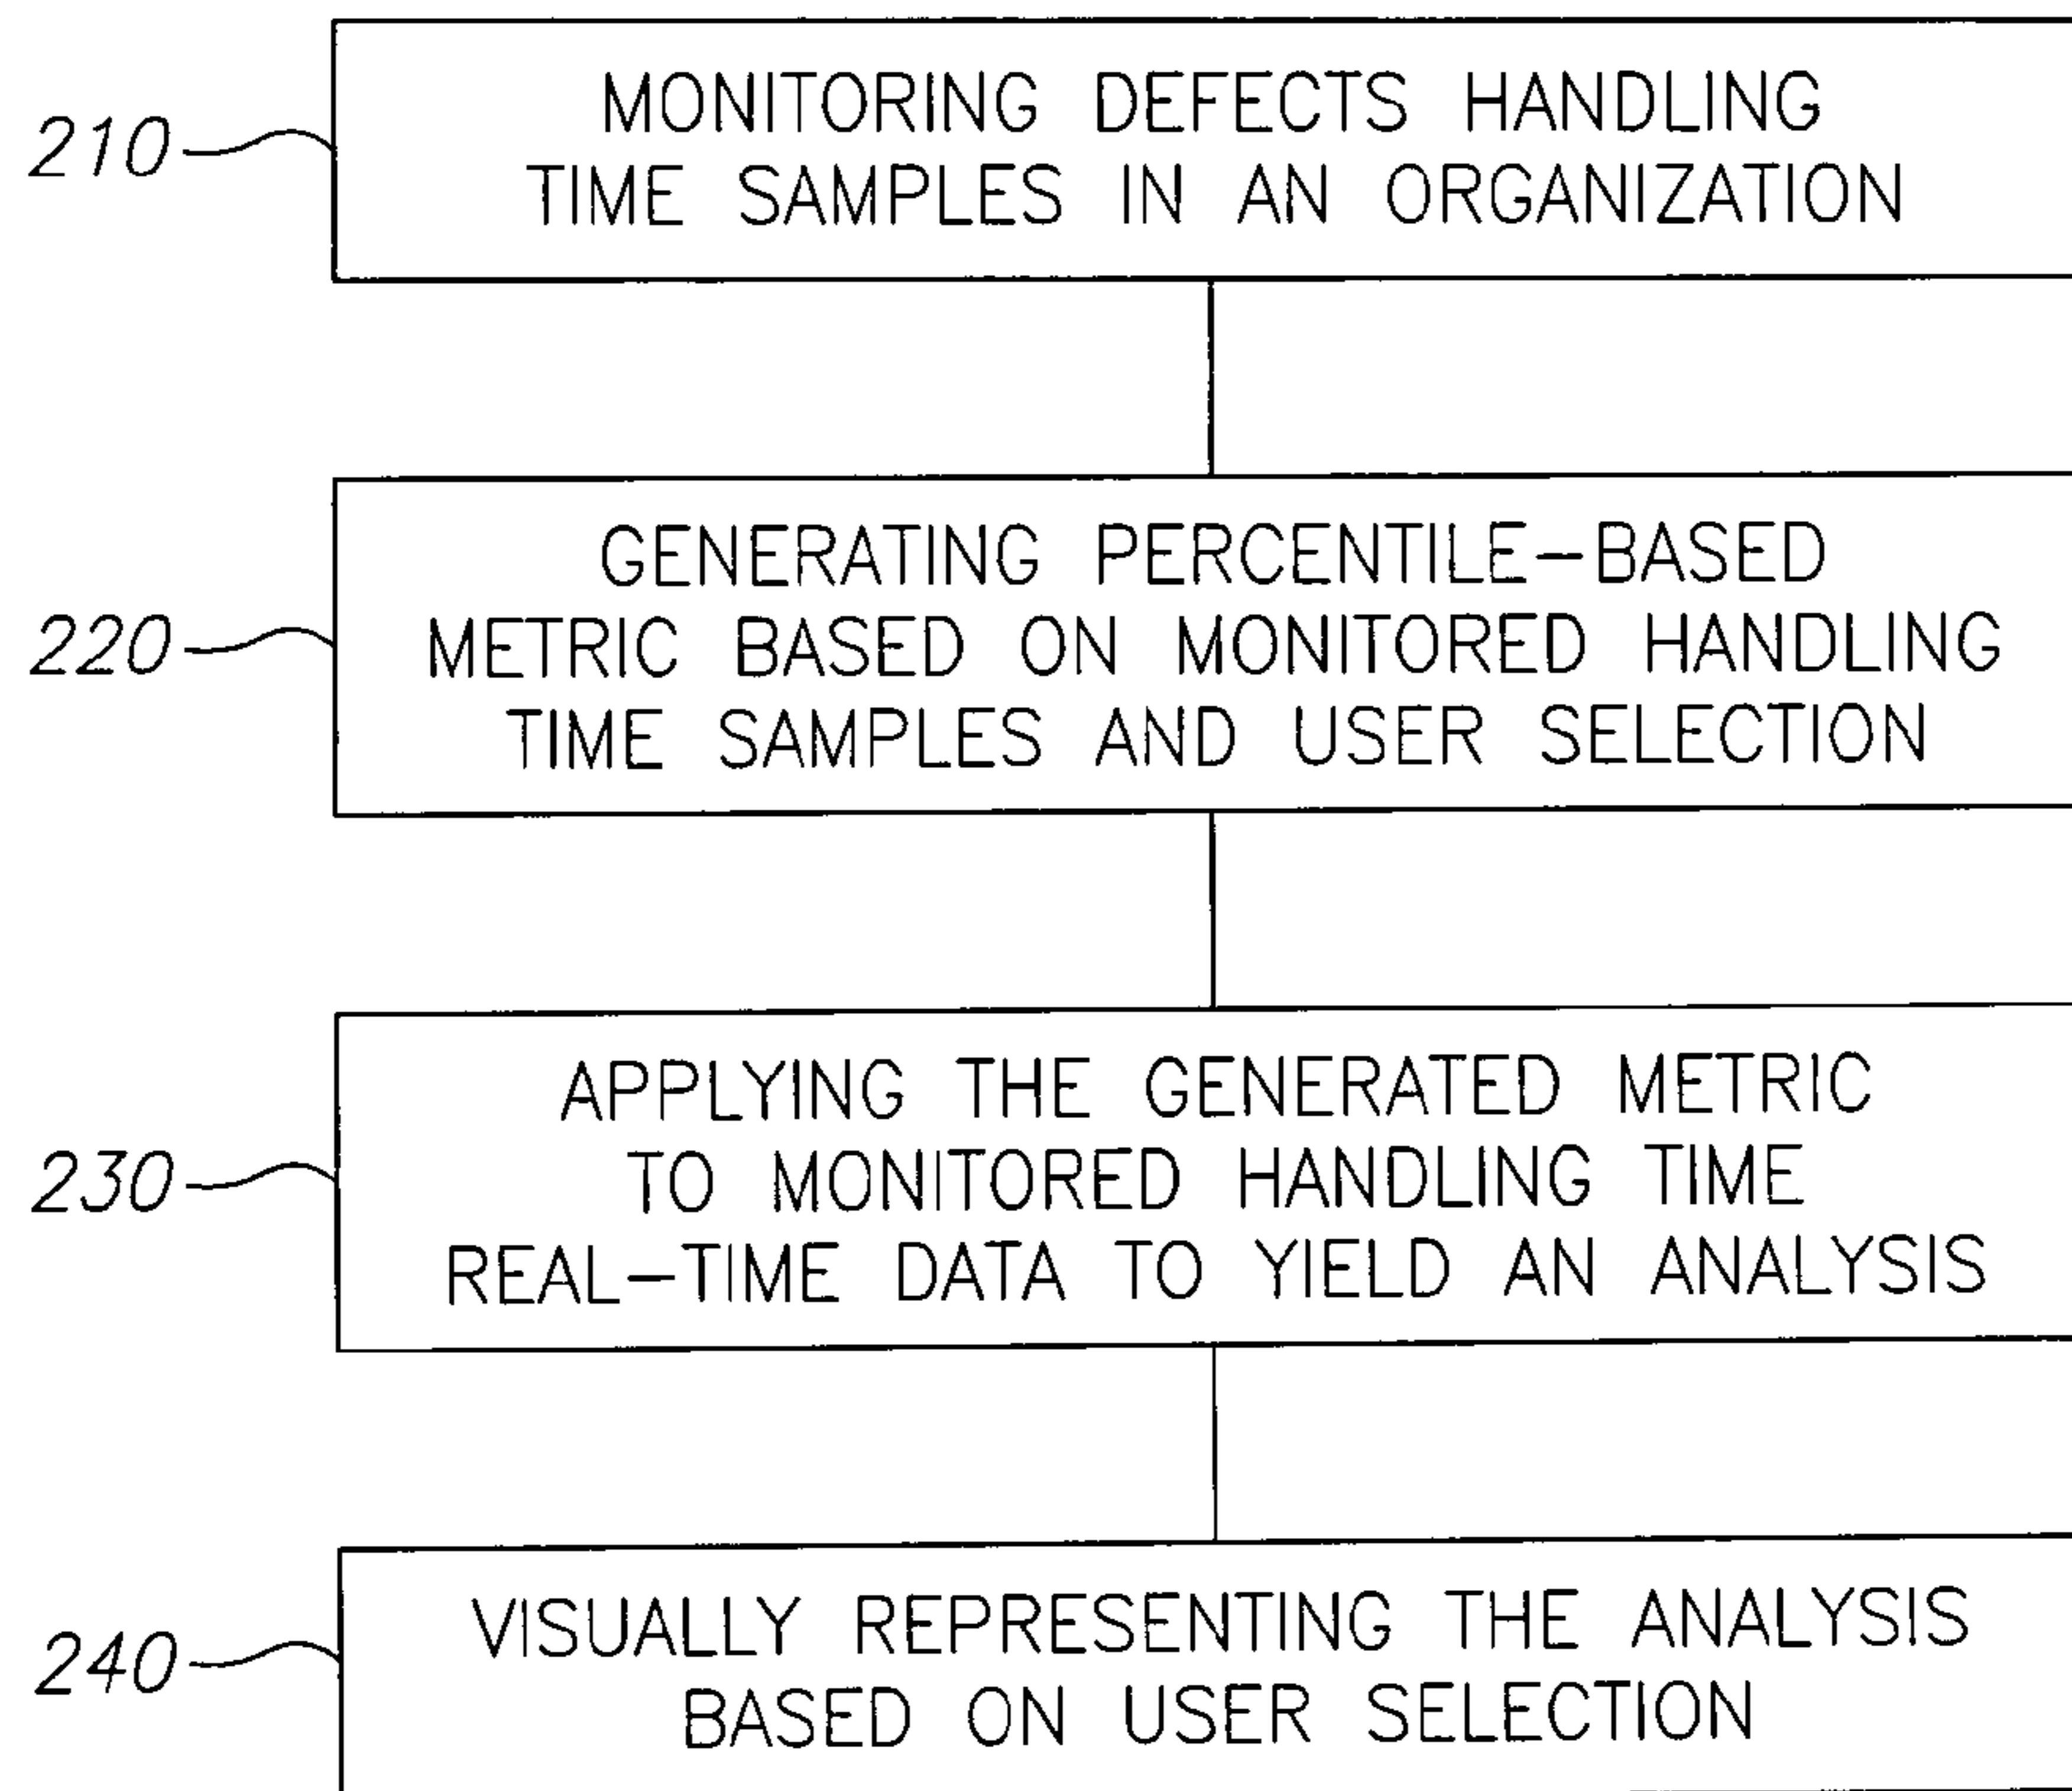 210
MONITORING DEFECTS HANDLING
TIME SAMPLES IN AN ORGANIZATION
220
GENERATING PERCENTILE-BASED
METRIC BASED ON MONITORED HANDLING
TIME SAMPLES AND USER SELECTION
230
APPLYING THE GENERATED METRIC
TO MONITORED HANDLING TIME
REAL-TIME DATA TO YIELD AN ANALYSIS
240
VISUALLY REPRESENTING THE ANALYSIS
BASED ON USER SELECTION